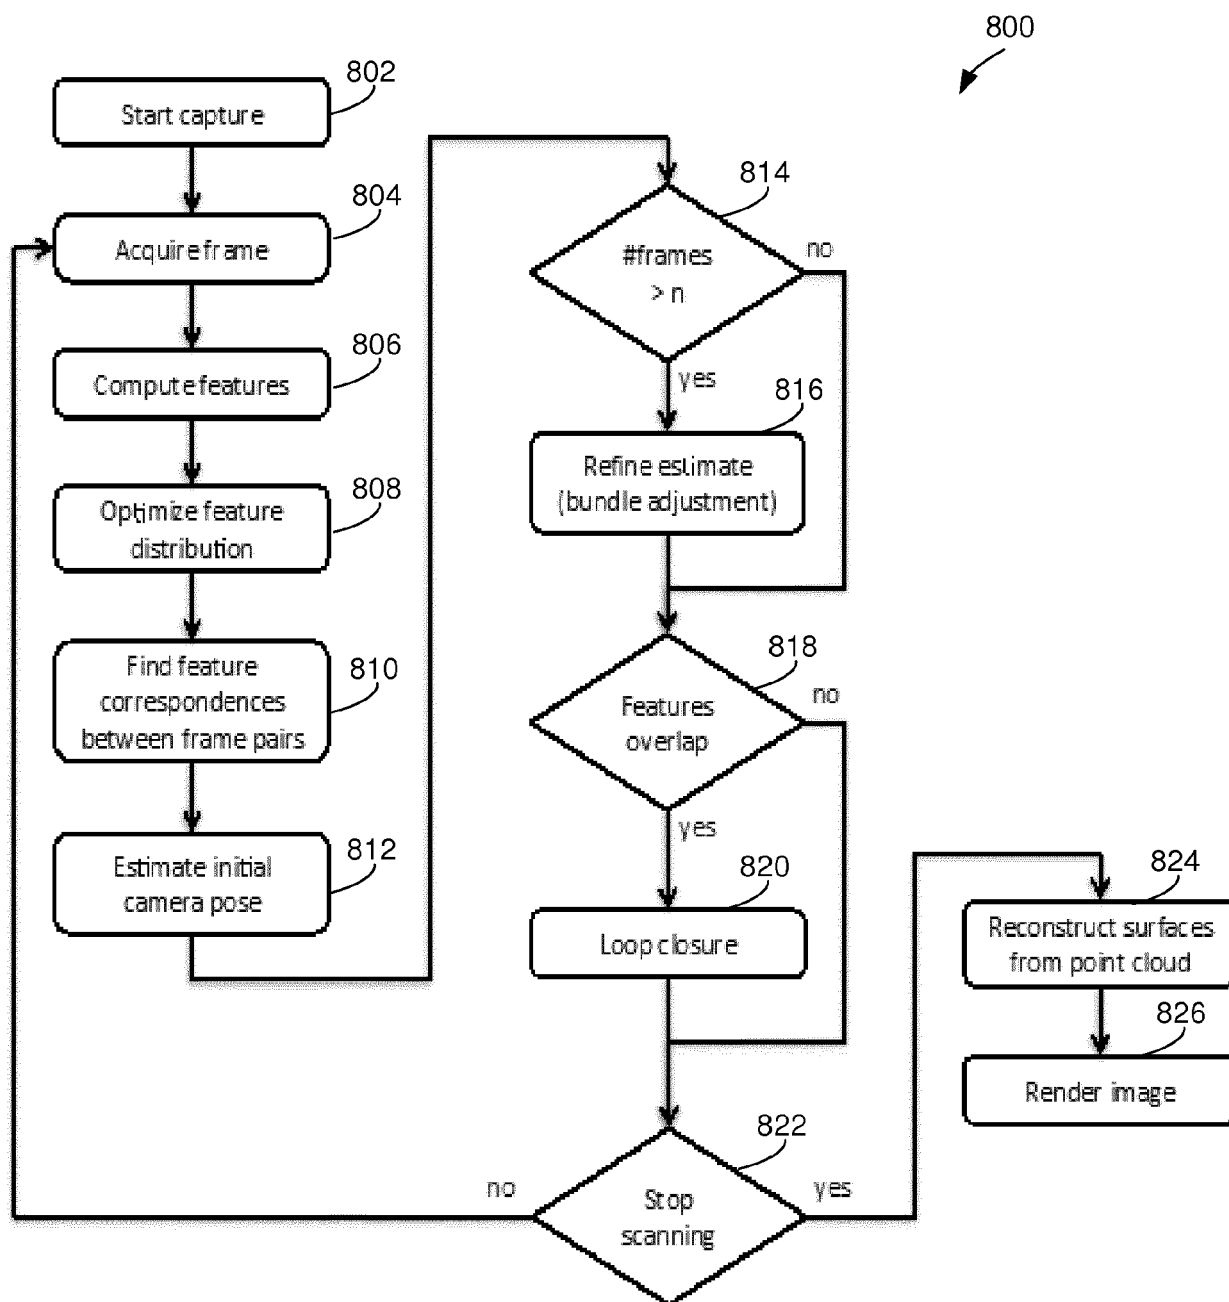 800
802
Start capture
804
Acquire frame
806
Compute features
808
Optimize feature
distribution
810
Find feature
correspondences
between frame pairs
812
Estimate initial
camera pose
814
#frames
> n
no
yes
816
Refine estimate
(bundle adjustment)
818
Features
overlap
no
yes
820
Loop closure
822
Stop
scanning
no
yes
824
Reconstruct surfaces
from point cloud
826
Render image